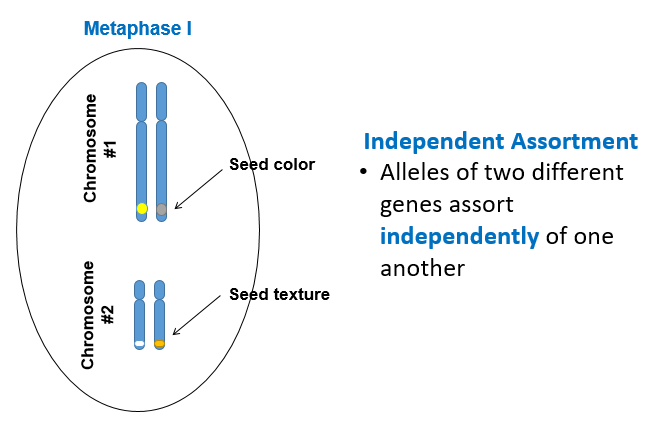 Metaphase I
Chromosome
#1
Seed color
Chromosome
#2
Seed texture
Independent Assortment
• Alleles of two different
genes assort
independently of one
another